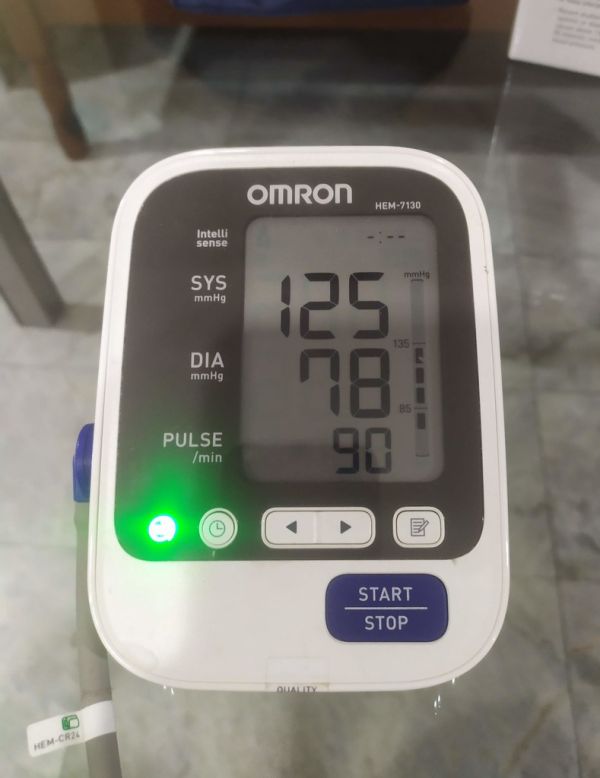 OMRON
HEM-7130
Intelli
sense
-:--
SYS
mmHg
125
mmHg
135
DIA
mmHg
78
85
PULSE
/min
90
START
STOP
QUALITY
HEM-CR24